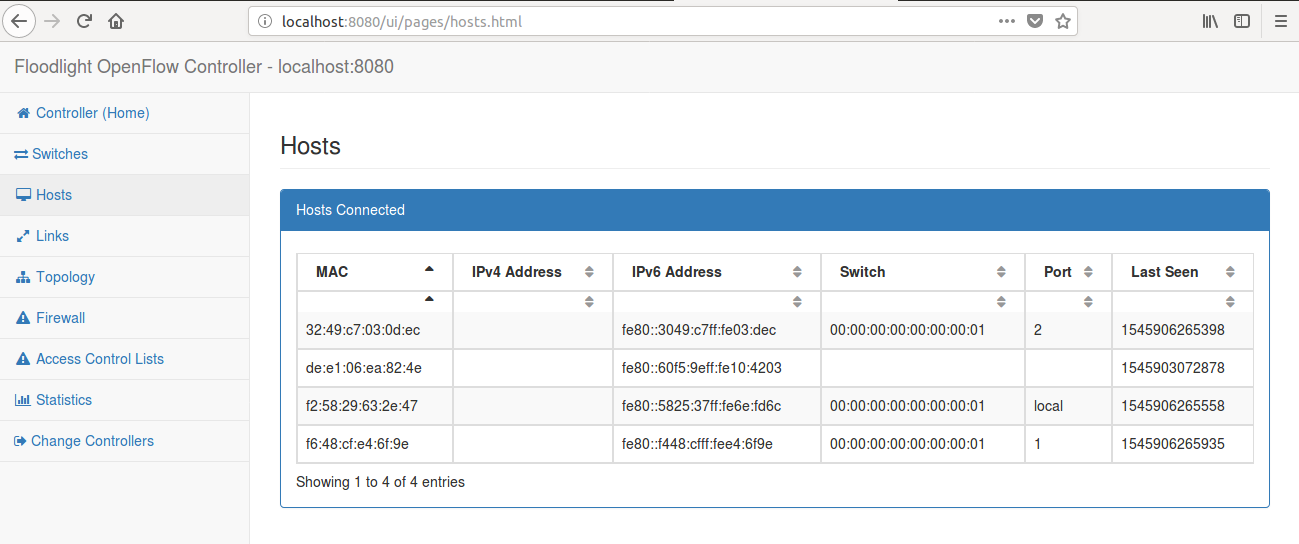 localhost:8080/ui/pages/hosts.html
Floodlight OpenFlow Controller - localhost:8080
Controller (Home)
Switches
Hosts
Links
Topology
Firewall
Access Control Lists
Statistics
Change Controllers
Hosts
Hosts Connected
MAC IPv4 Address IPv6 Address Switch Port Last Seen
32:49:c7:03:0d:ec fe80::3049:c7ff:fe03:dec 00:00:00:00:00:00:00:01 2 1545906265398
de:e1:06:ea:82:4e fe80::60f5:9eff:fe10:4203 1545903072878
f2:58:29:63:2e:47 fe80::5825:37ff:fe6e:fd6c 00:00:00:00:00:00:00:01 local 1545906265558
f6:48:cf:e4:6f:9e fe80::f448:cfff:fee4:6f9e 00:00:00:00:00:00:00:01 1 1545906265935
Showing 1 to 4 of 4 entries